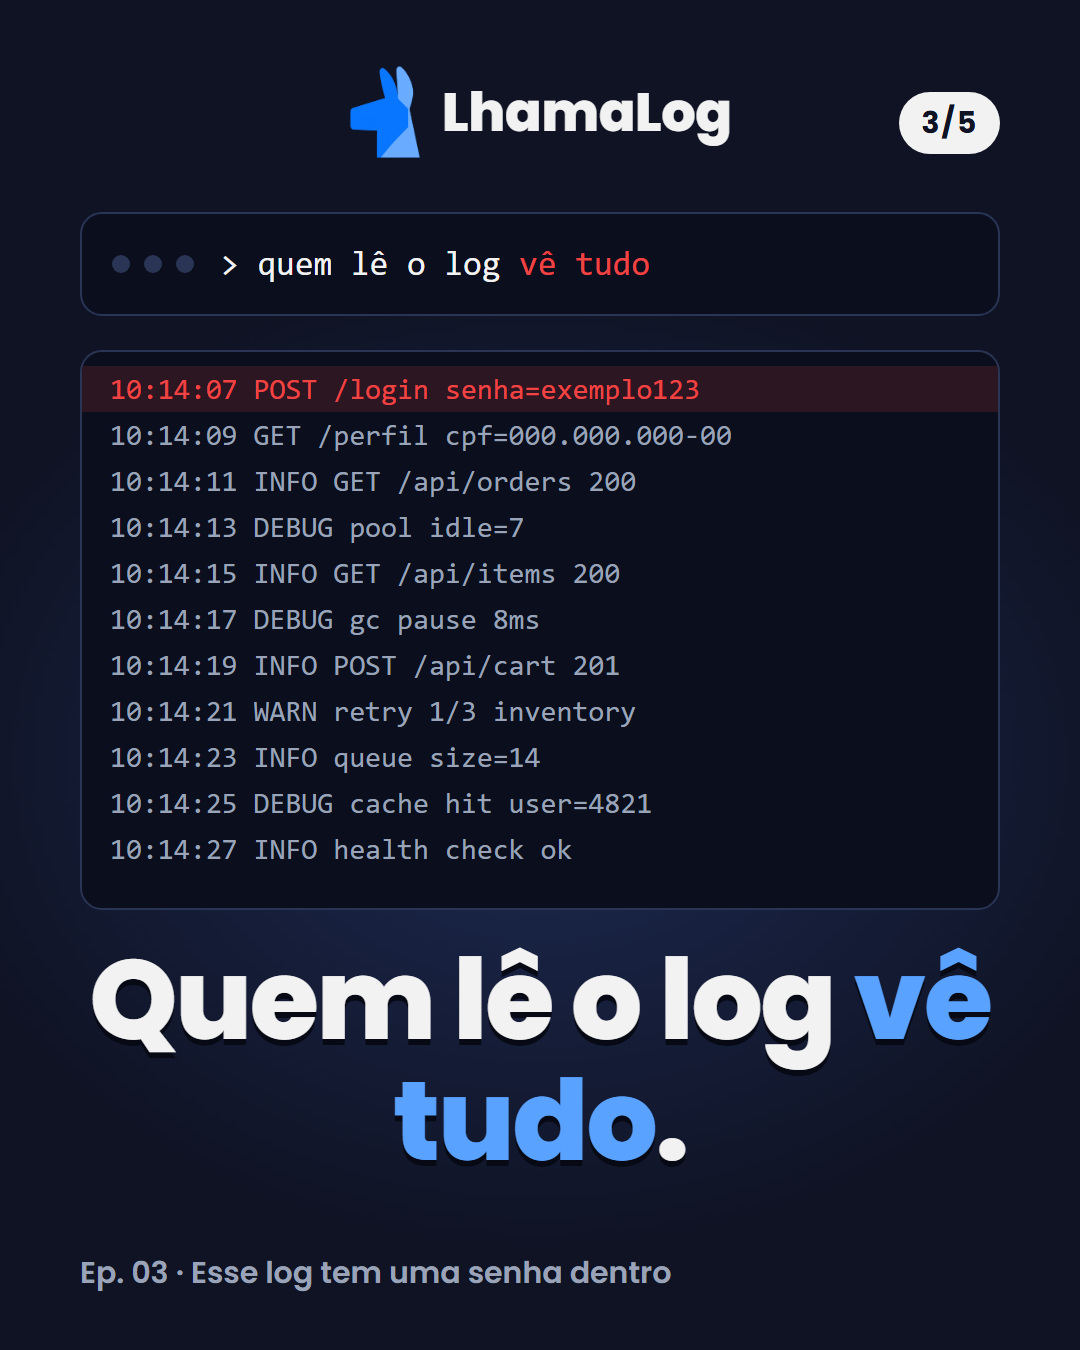 LhamaLog
3/5
> quem lê o log vê tudo
10:14:07 POST /login senha=exemplo123
10:14:09 GET /perfil cpf=000.000.000-00
10:14:11 INFO GET /api/orders 200
10:14:13 DEBUG pool idle=7
10:14:15 INFO GET /api/items 200
10:14:17 DEBUG gc pause 8ms
10:14:19 INFO POST /api/cart 201
10:14:21 WARN retry 1/3 inventory
10:14:23 INFO queue size=14
10:14:25 DEBUG cache hit user=4821
10:14:27 INFO health check ok
Quem lê o log vê
tudo.
Ep. 03 · Esse log tem uma senha dentro